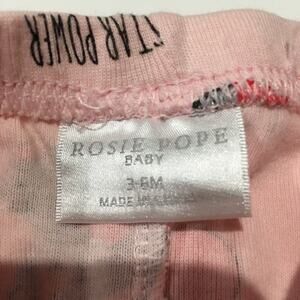 STAR POWER
ROSIE POPE
BABY
3-6M
MADE IN